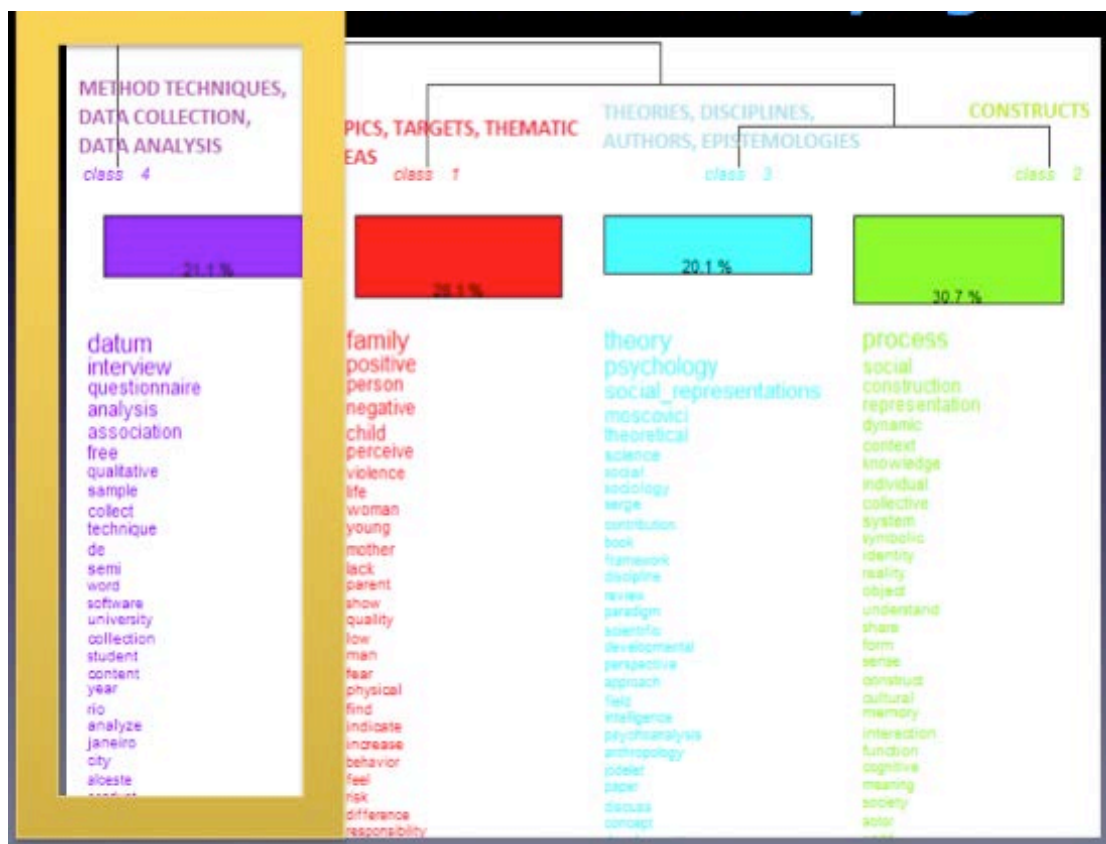 METHOD TECHNIQUES,
DATA COLLECTION,
DATA ANALYSIS
class 4
21.1 %
datum
interview
questionnaire
analysis
association
free
qualitative
sample
collect
technique
de
semi
word
software
university
collection
student
content
year
rio
analyze
janeiro
city
alceste
PICS, TARGETS, THEMATIC
EAS
class 1
28.1 %
family
positive
person
negative
child
perceive
violence
life
woman
young
mother
lack
parent
show
quality
low
man
fear
physical
find
indicate
increase
behavior
feel
risk
difference
responsibility
THEORIES, DISCIPLINES,
AUTHORS, EPISTEMOLOGIES
class 3
20.1 %
theory
psychology
social_representations
moscovici
theoretical
science
social
sociology
serge
contribution
book
framework
discipline
review
paradigm
scientific
developmental
perspective
approach
field
intelligence
psychoanalysis
anthropology
jodelet
paper
discuss
concept
CONSTRUCTS
class 2
30.7 %
process
social
construction
representation
dynamic
context
knowledge
individual
collective
system
symbolic
identity
reality
object
understand
share
form
sense
construct
cultural
memory
interaction
function
cognitive
meaning
society
actor